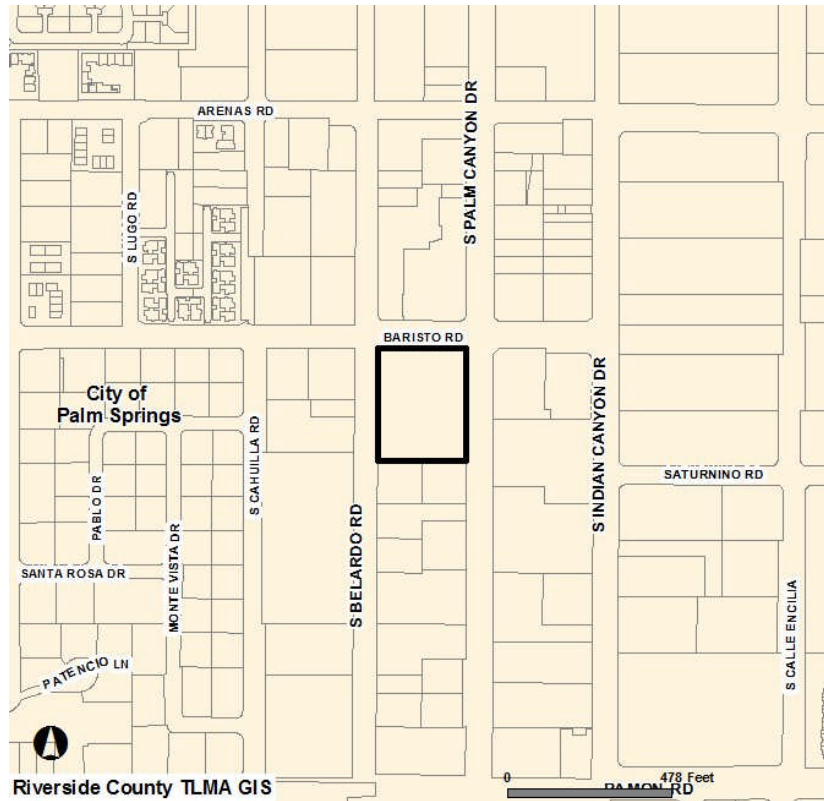 ARENAS RD
S PALM CANYON DR
S LUGO RD
BARISTO RD
City of
Palm Springs
S CAHUILLA RD
S INDIAN CANYON DR
SATURNINO RD
PABLO DR
MONTE VISTA DR
S BELARDO RD
SANTA ROSA DR
S CALLE ENCILIA
PATENCIO LN
0
478 Feet
Riverside County TLMA GIS
RAMON RD